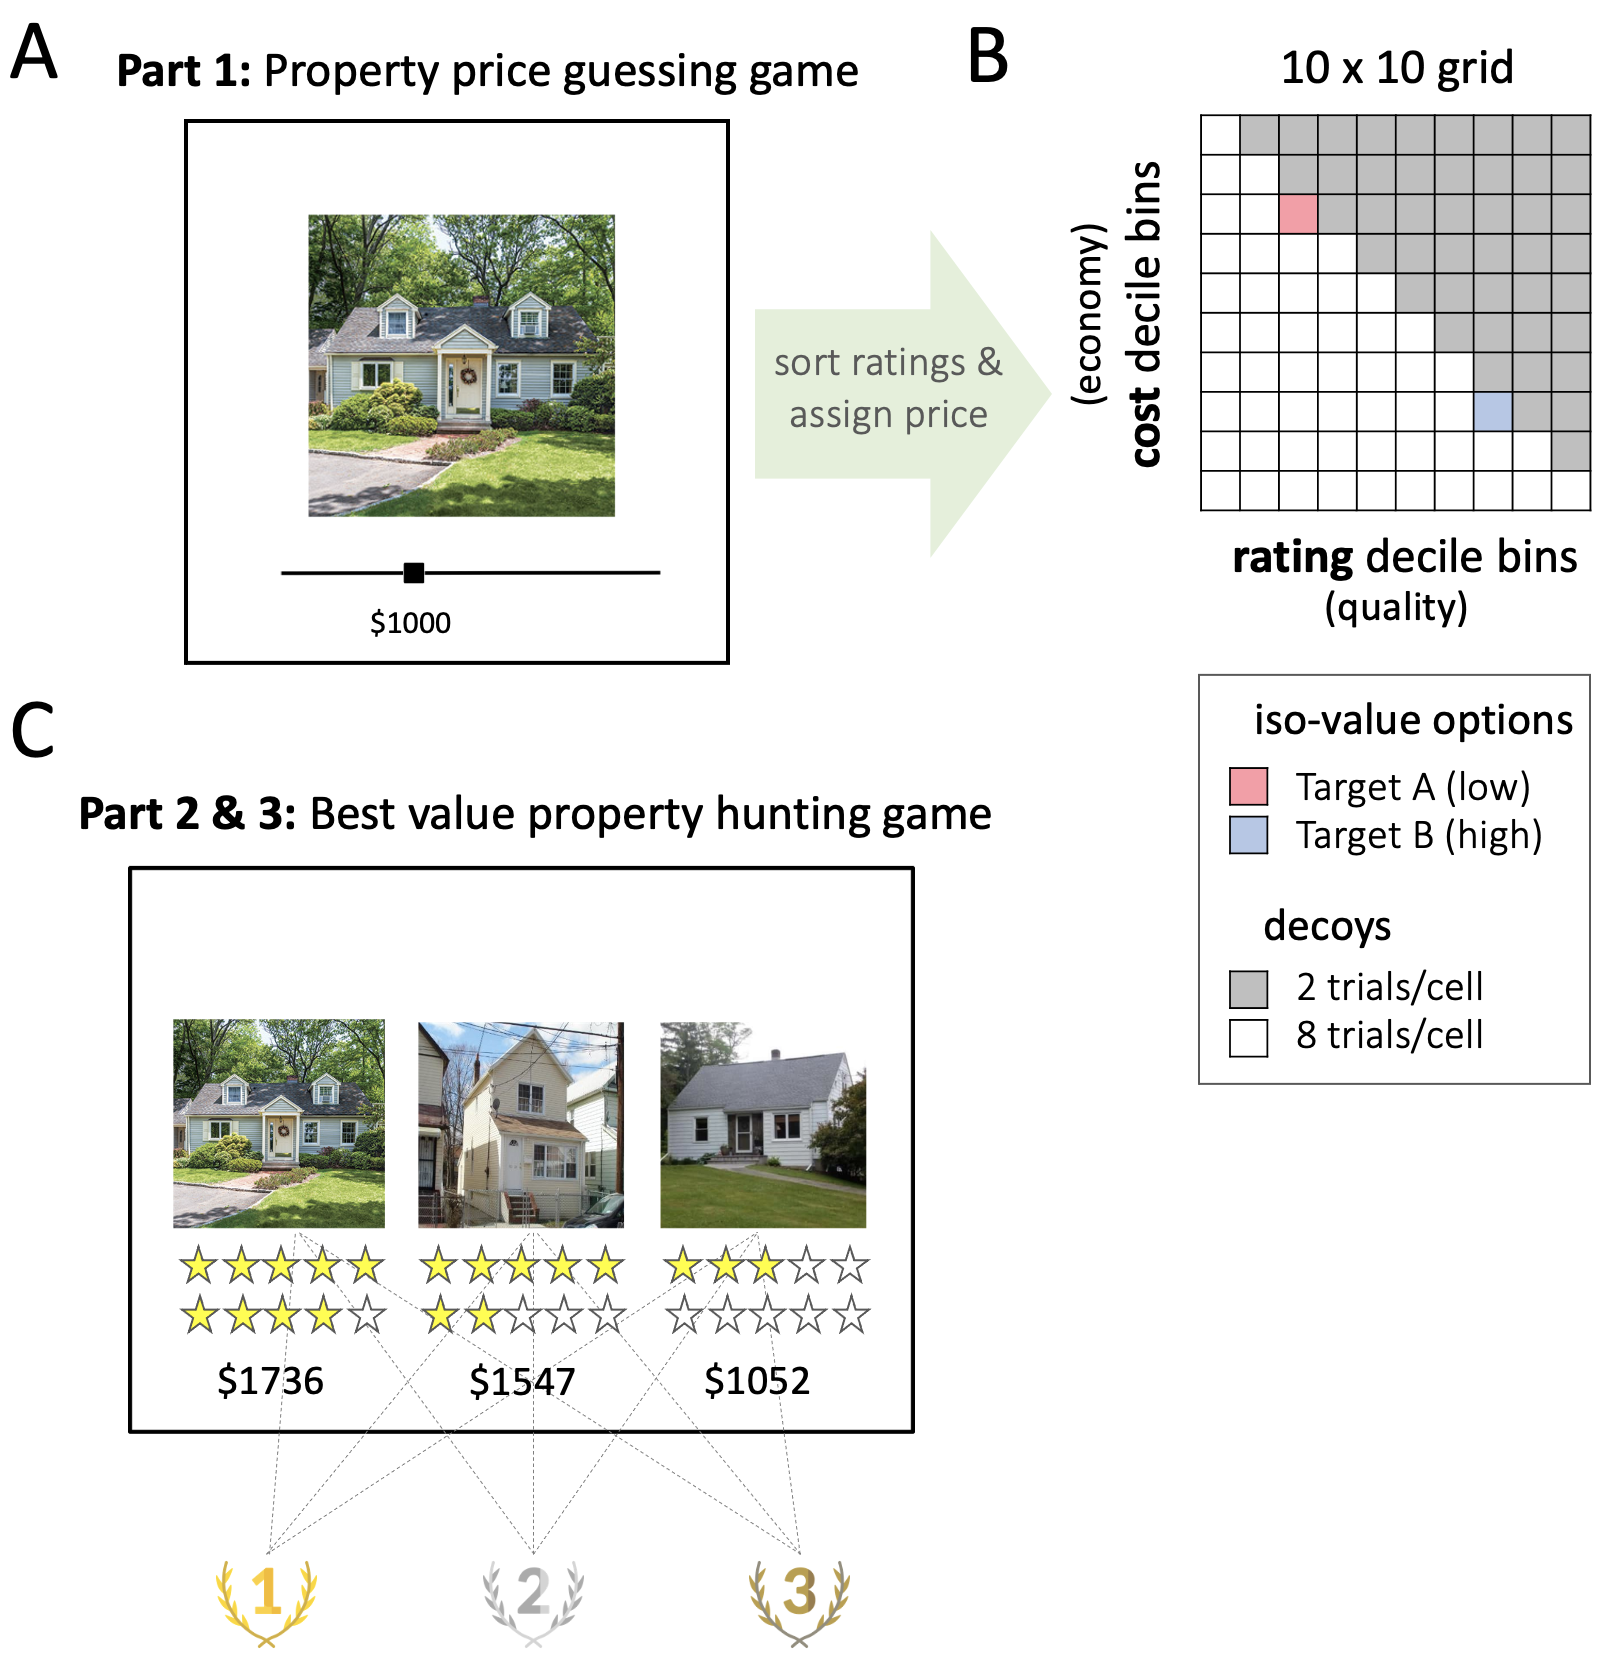 A
Part 1: Property price guessing game
$1000
sort ratings &
assign price
B
10 x 10 grid
(economy)
cost decile bins
rating decile bins
(quality)
iso-value options
Target A (low)
Target B (high)
decoys
2 trials/cell
8 trials/cell
C
Part 2 & 3: Best value property hunting game
$1736
$1547
$1052
1
2
3